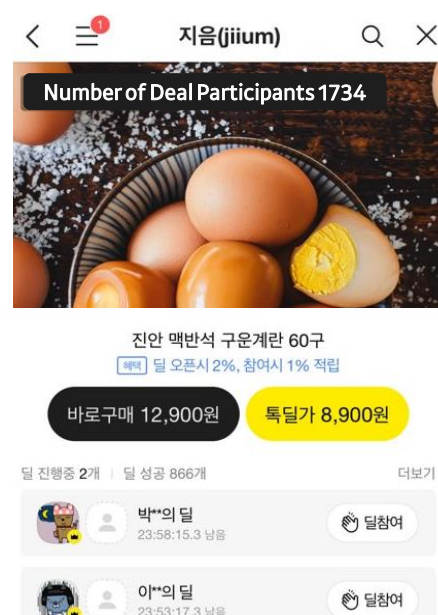 1
지음(jiium)
Number of Deal Participants 1734
진안 맥반석 구운계란 60구
혜택 딜 오픈시 2%, 참여시 1% 적립
바로구매 12,900원 톡딜가 8,900원
딜 진행중 2개 딜 성공 866개 더보기
박**의 딜
23:58:15.3 남음
딜참여
이**의 딜
23:53:17.3 남음
딜참여